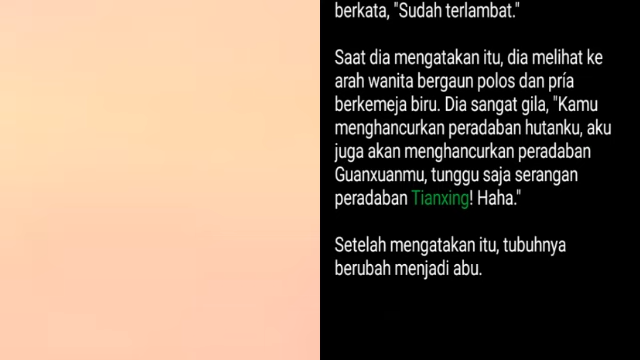 berkata, "Sudah terlambat."
Saat dia mengatakan itu, dia melihat ke
arah wanita bergaun polos dan pría
berkemeja biru. Dia sangat gila, "Kamu
menghancurkan peradaban hutanku, aku
juga akan menghancurkan peradaban
Guanxuanmu, tunggu saja serangan
peradaban Tianxing! Haha."
Setelah mengatakan itu, tubuhnya
berubah menjadi abu.